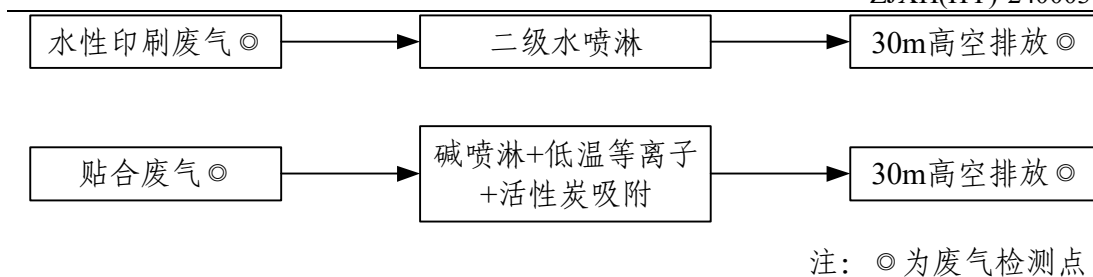 水性印刷废气◎
二级水喷淋
30m高空排放◎
贴合废气◎
碱喷淋+低温等离子
+活性炭吸附
30m高空排放◎
注：◎为废气检测点